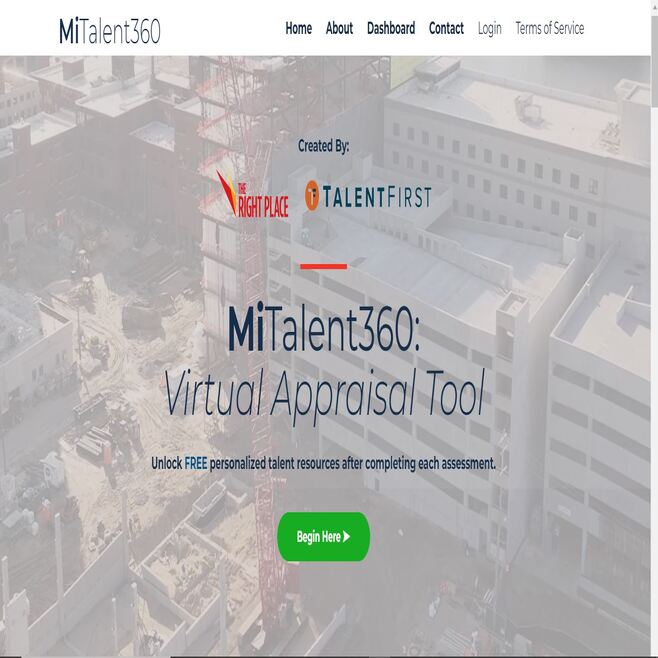 MiTalent360
Home About Dashboard Contact Login Terms of Service
Created By:
THE
RIGHT PLACE
TF TALENTFIRST
MiTalent360:
Virtual Appraisal Tool
Unlock FREE personalized talent resources after completing each assessment.
Begin Here